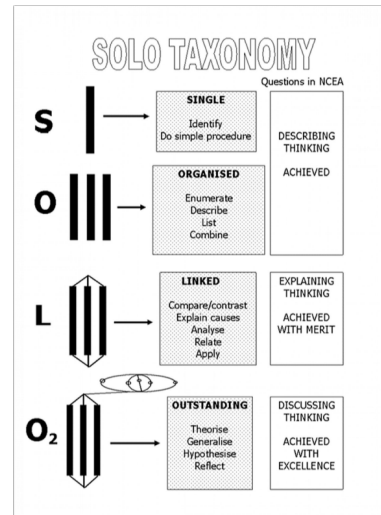 SOLO TAXONOMY
Questions in NCEA
S
SINGLE
Identify
Do simple procedure
DESCRIBING
THINKING
ACHIEVED
O
ORGANISED
Enumerate
Describe
List
Combine
L
LINKED
Compare/contrast
Explain causes
Analyse
Relate
Apply
EXPLAINING
THINKING
ACHIEVED
WITH MERIT
O2
OUTSTANDING
Theorise
Generalise
Hypothesise
Reflect
DISCUSSING
THINKING
ACHIEVED
WITH
EXCELLENCE